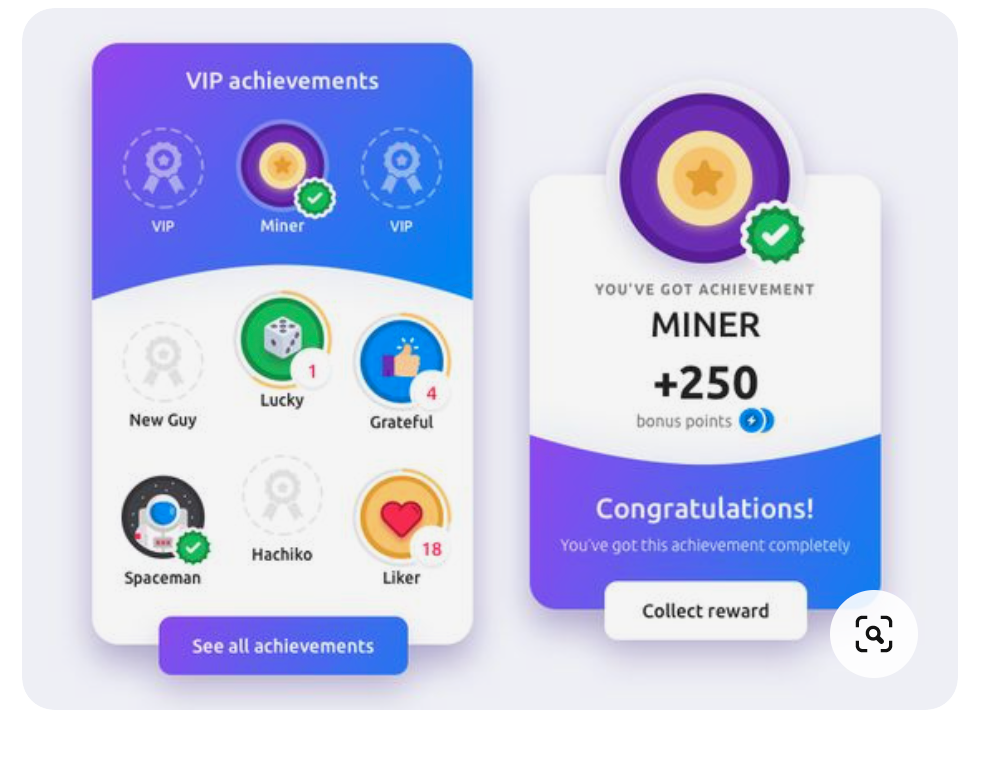 VIP achievements
VIP
Miner
VIP
New Guy
1
Lucky
4
Grateful
Spaceman
Hachiko
18
Liker
See all achievements
YOU'VE GOT ACHIEVEMENT
MINER
+250
bonus points
Congratulations!
You've got this achievement completely
Collect reward